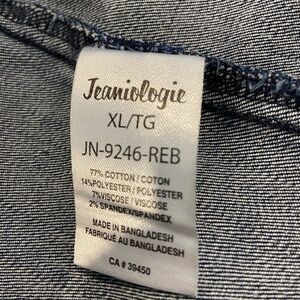 Jeaniologie
XL/TG
JN-9246-REB
77% COTTON / COTON
14%POLYESTER / POLYESTER
7%VISCOSE / VISCOSE
2% SPANDEX/SPANDEX
MADE IN BANGLADESH
FABRIQUÉ AU BANGLADESH
CA # 39450